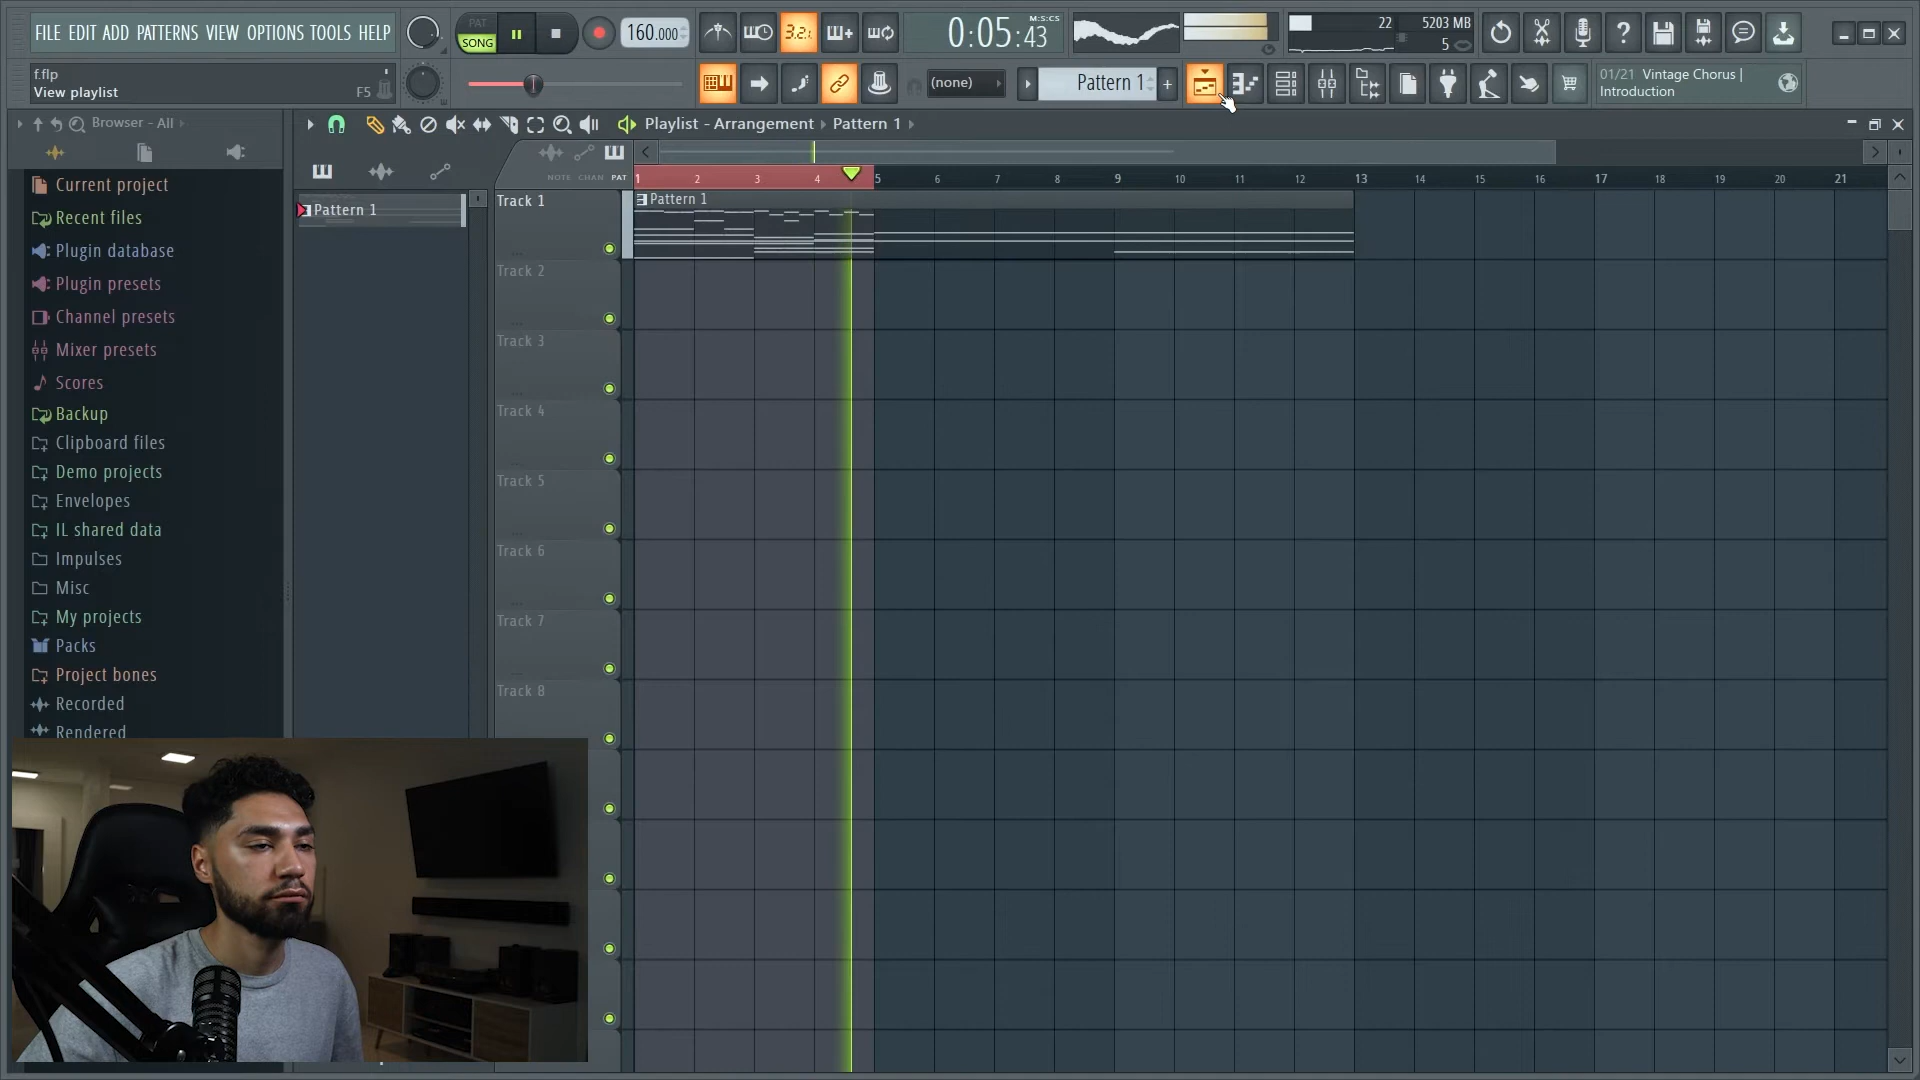 FILE EDIT ADD PATTERNS VIEW OPTIONS TOOLS HELP
PAT
SONG
160.000
3.2.
0:05:43
M:S:CS
22
5203 MB
5
f.flp
View playlist
F5
(none)
Pattern 1
+
01/21 Vintage Chorus |
Introduction
Browser - All
Playlist - Arrangement
Pattern 1
NOTE CHAN PAT
1 2 3 4 5 6 7 8 9 10 11 12 13 14 15 16 17 18 19 20 21
Current project
Recent files
Plugin database
Plugin presets
Channel presets
Mixer presets
Scores
Backup
Clipboard files
Demo projects
Envelopes
IL shared data
Impulses
Misc
My projects
Packs
Project bones
Recorded
Rendered
Pattern 1
Track 1
Pattern 1
Track 2
Track 3
Track 4
Track 5
Track 6
Track 7
Track 8